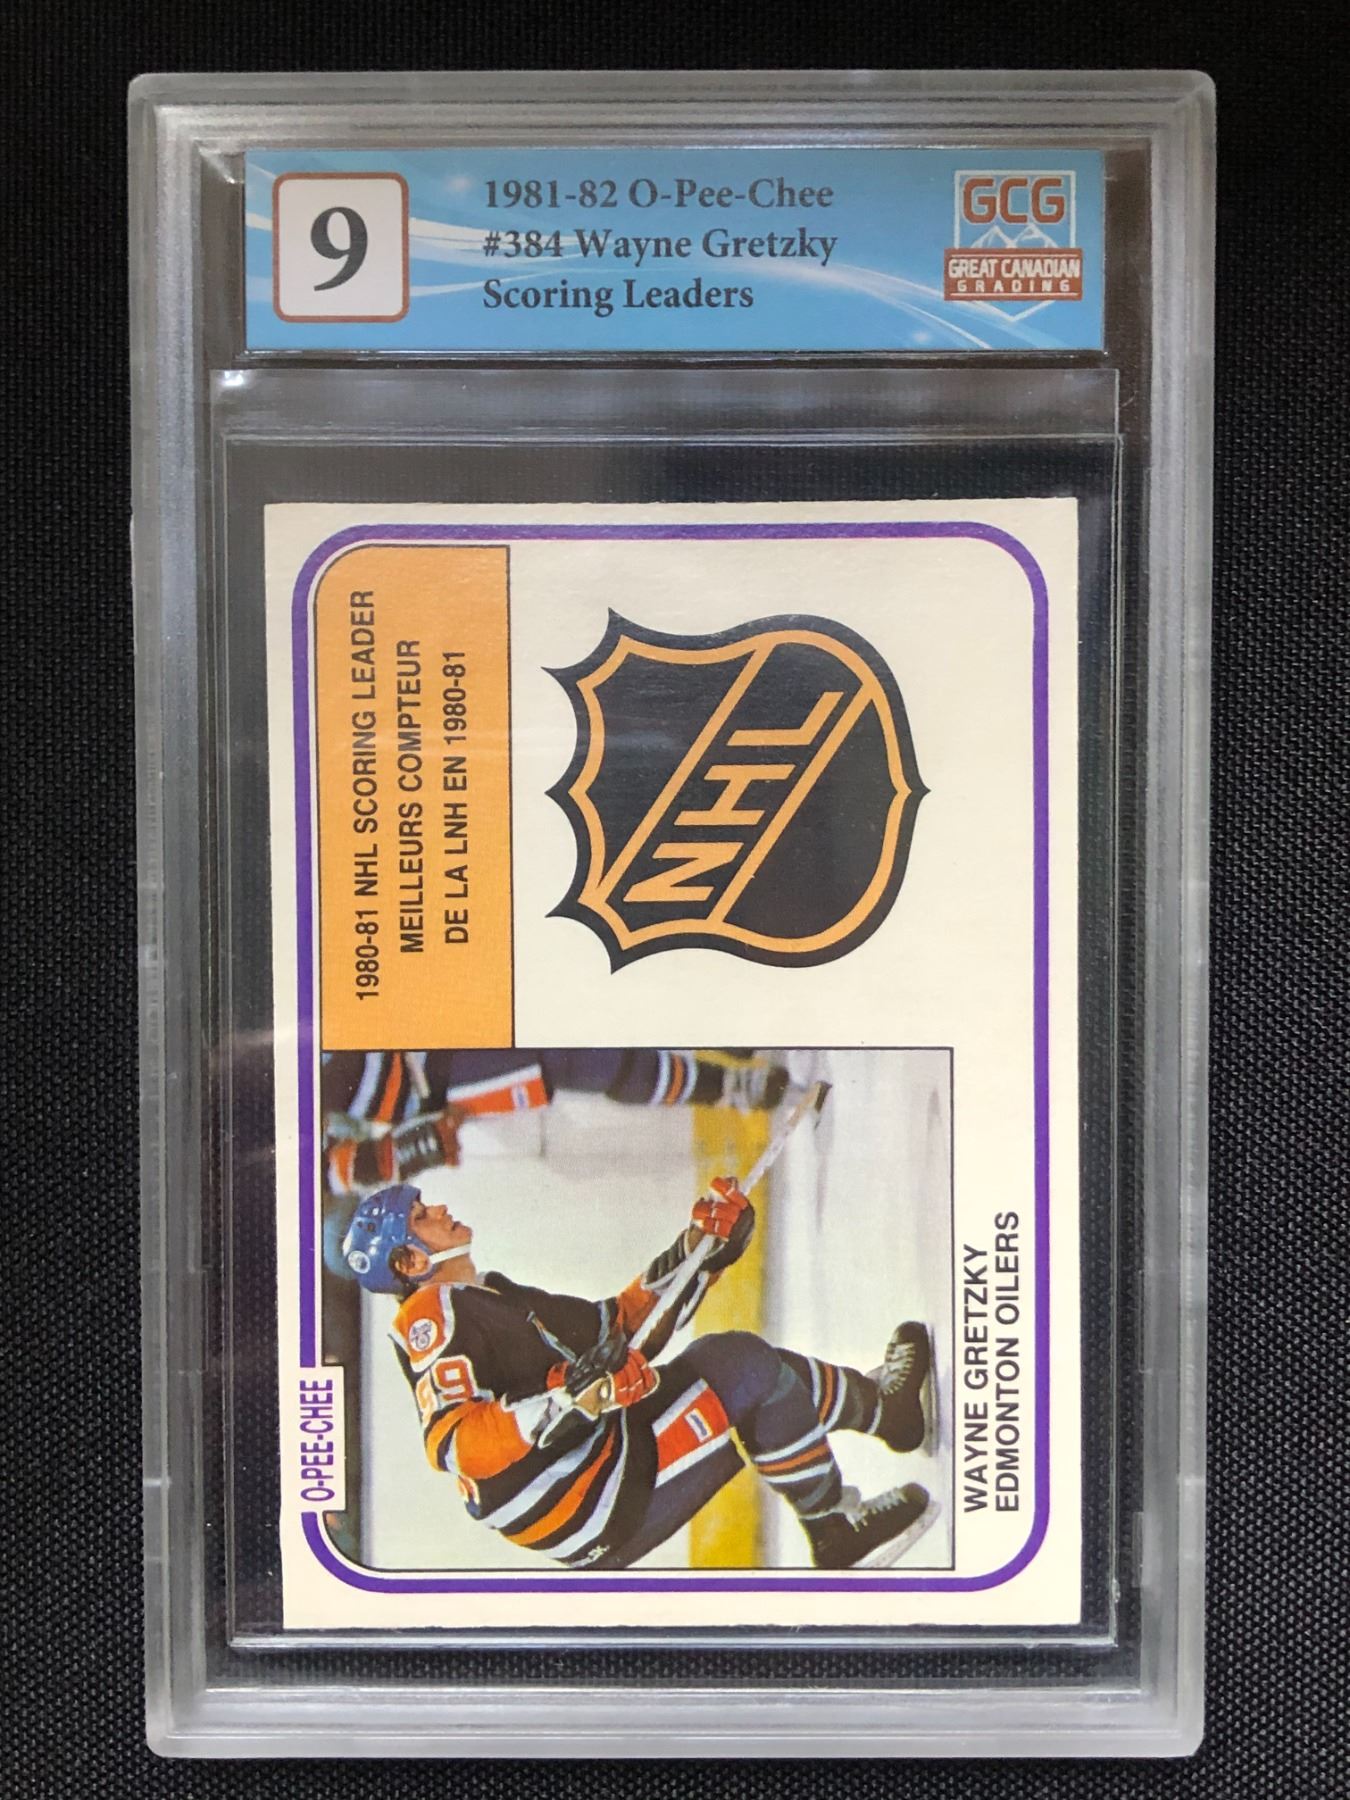 9
1981-82 O-Pee-Chee
#384 Wayne Gretzky
Scoring Leaders
GCG
GREAT CANADIAN
GRADING
1980-81 NHL SCORING LEADER
MEILLEURS COMPTEUR
DE LA LNH EN 1980-81
NHL
O-PEE-CHEE
99
WAYNE GRETZKY
EDMONTON OILERS